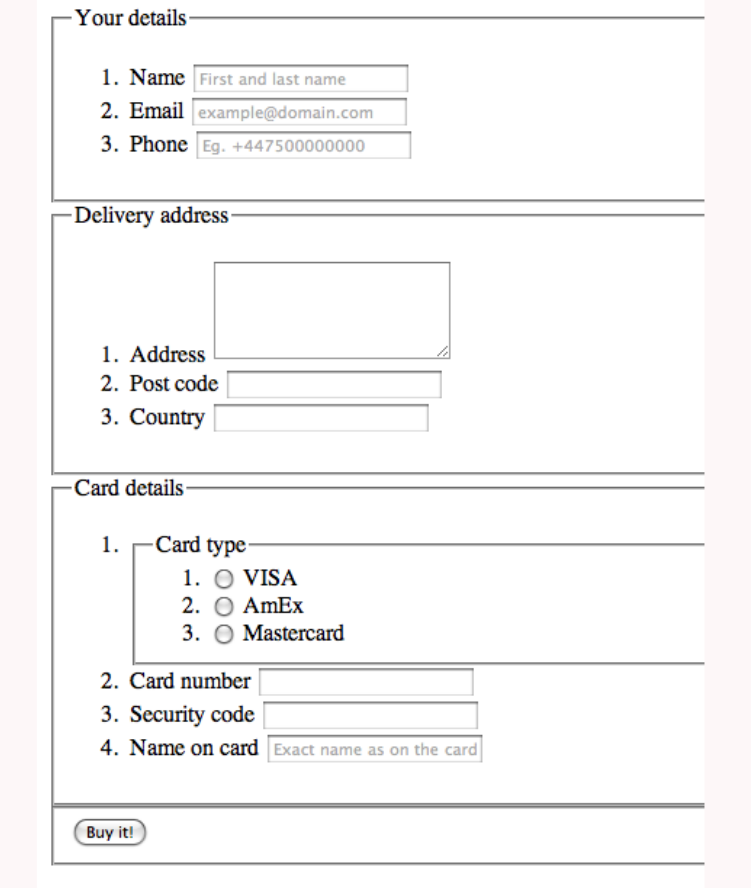 Your details
1. Name First and last name
2. Email example@domain.com
3. Phone Eg. +447500000000
Delivery address
1. Address
2. Post code
3. Country
Card details
1. Card type
1. VISA
2. AmEx
3. Mastercard
2. Card number
3. Security code
4. Name on card Exact name as on the card
Buy it!